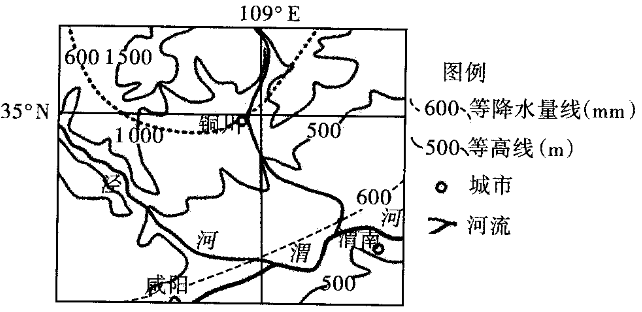 109°E
600 1500
35°N
铜川
1000
500
泾
600
河
河
渭
渭南
咸阳
500
图例
600 等降水量线(mm)
500 等高线(m)
城市
河流